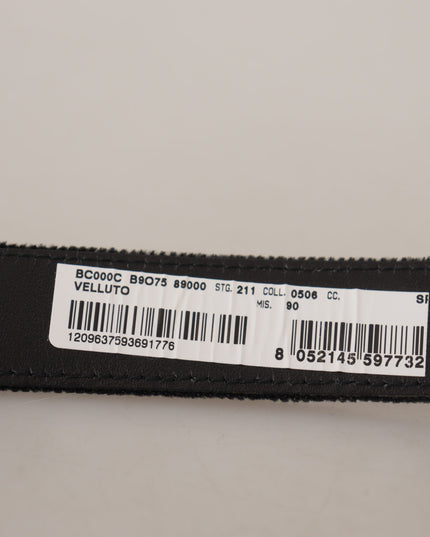 BC000C B9O75 89000 STG. 211 COLL. 0506 CC.
VELLUTO MIS. 90
1209637593691776
8 052145 597732